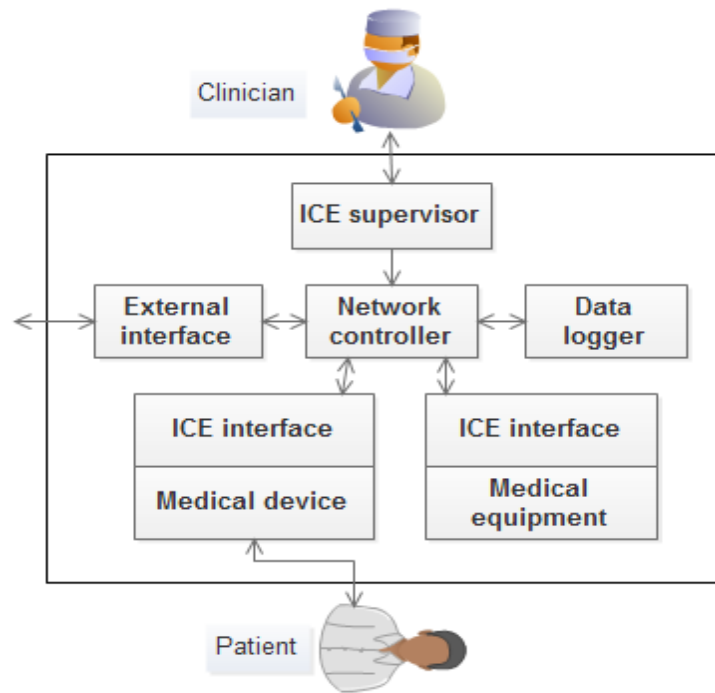 Clinician
ICE supervisor
External
interface
Network
controller
Data
logger
ICE interface
Medical device
ICE interface
Medical
equipment
Patient